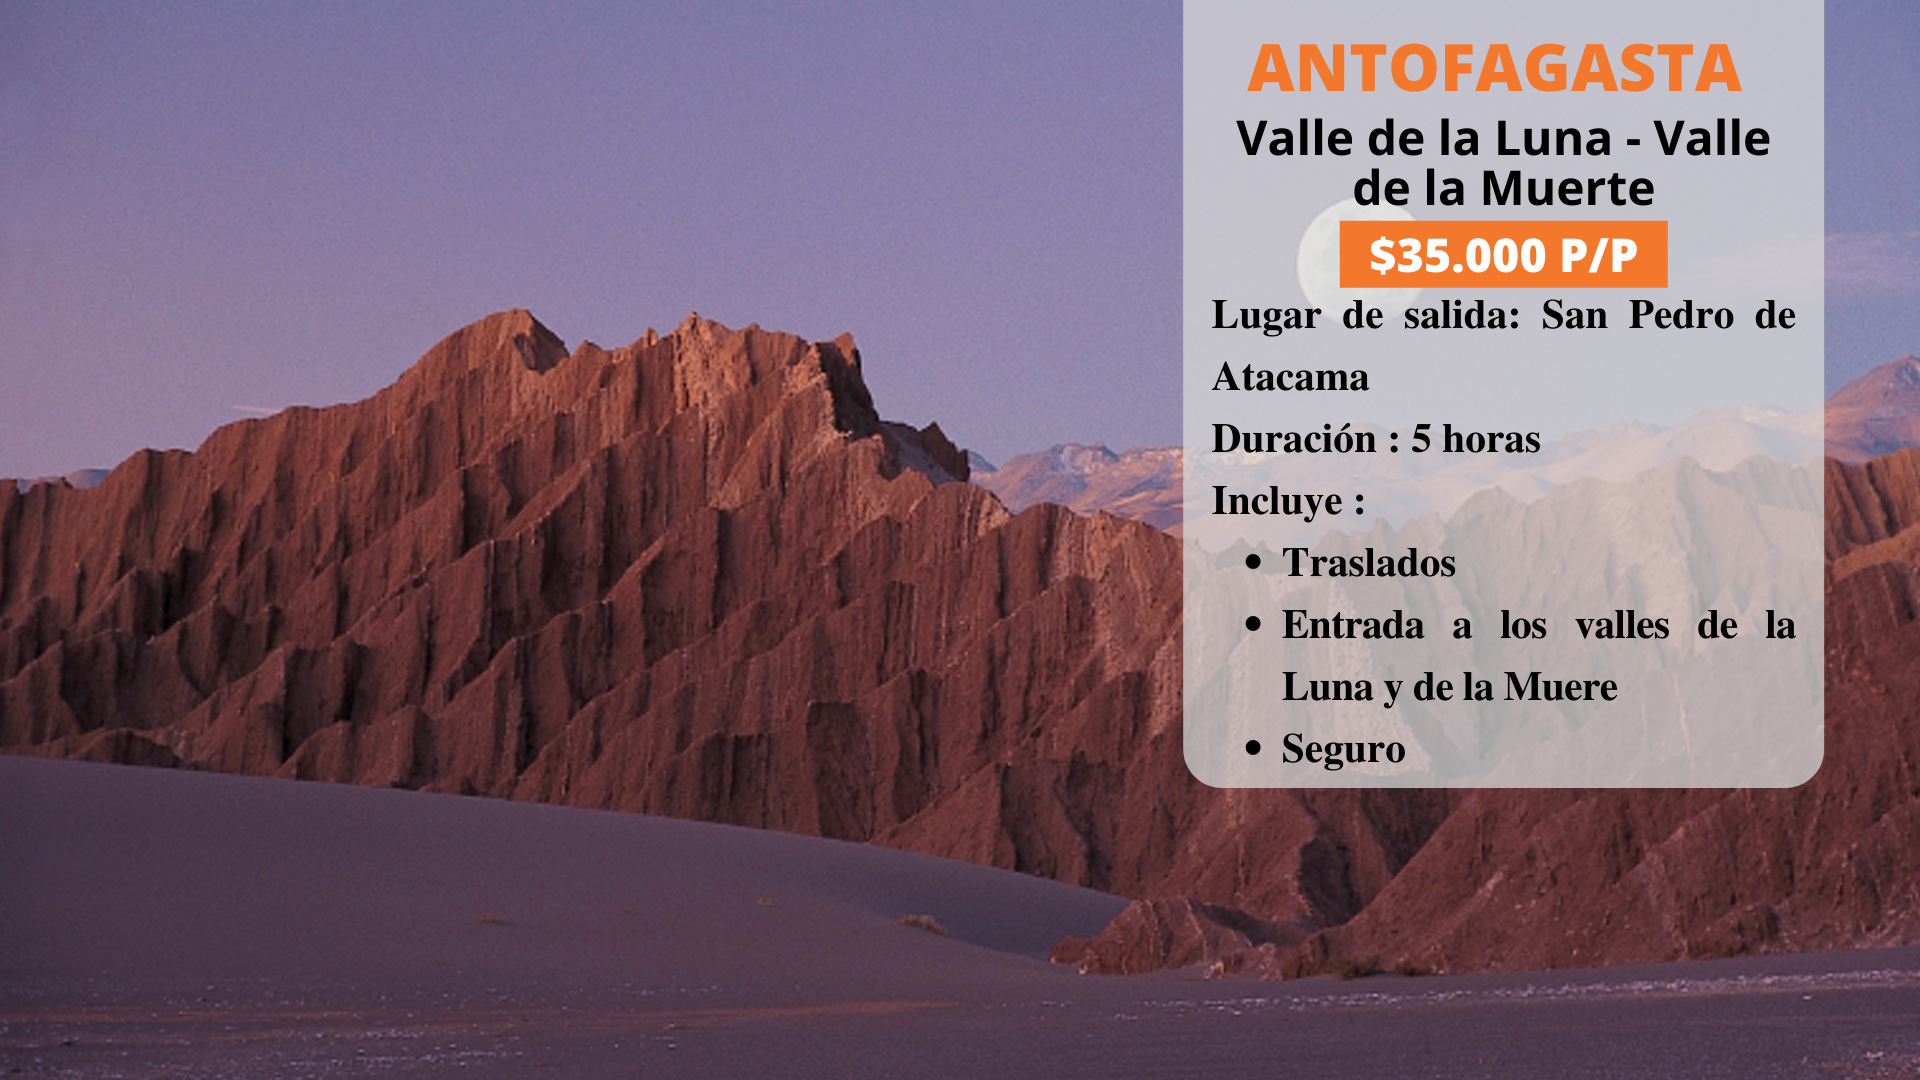 ANTOFAGASTA
Valle de la Luna - Valle
de la Muerte
$35.000 P/P
Lugar de salida: San Pedro de
Atacama
Duración : 5 horas
Incluye :
• Traslados
• Entrada a los valles de la
Luna y de la Muere
• Seguro